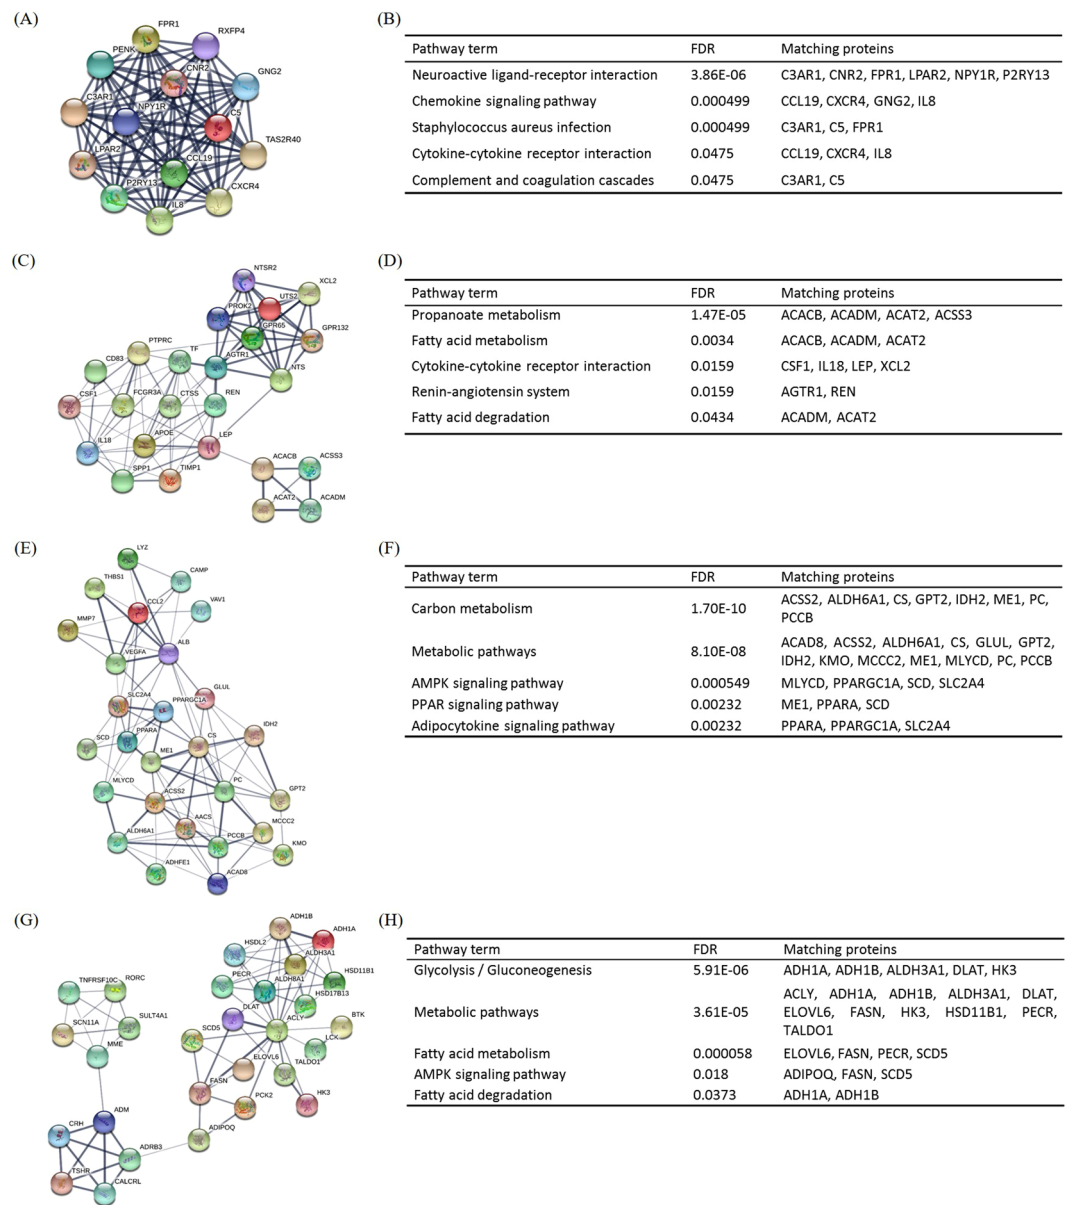 (A)
FPR1
RXFP4
PENK
CNR2
GNG2
C3AR1
NPY1R
C5
TAS2R40
LPAR2
CCL19
P2RY13
CXCR4
IL8
(B)
Pathway term FDR Matching proteins
Neuroactive ligand-receptor interaction 3.86E-06 C3AR1, CNR2, FPR1, LPAR2, NPY1R, P2RY13
Chemokine signaling pathway 0.000499 CCL19, CXCR4, GNG2, IL8
Staphylococcus aureus infection 0.000499 C3AR1, C5, FPR1
Cytokine-cytokine receptor interaction 0.0475 CCL19, CXCR4, IL8
Complement and coagulation cascades 0.0475 C3AR1, C5
(C)
NTSR2
XCL2
UTS2
PROK2
GPR65
GPR132
PTPRC
TF
CD83
AGTR1
NTS
CSF1
FCGR3A
CTSS
REN
IL18
APOE
LEP
SPP1
TIMP1
ACACB
ACSS3
ACAT2
ACADM
(D)
Pathway term FDR Matching proteins
Propanoate metabolism 1.47E-05 ACACB, ACADM, ACAT2, ACSS3
Fatty acid metabolism 0.0034 ACACB, ACADM, ACAT2
Cytokine-cytokine receptor interaction 0.0159 CSF1, IL18, LEP, XCL2
Renin-angiotensin system 0.0159 AGTR1, REN
Fatty acid degradation 0.0434 ACADM, ACAT2
(E)
LYZ
THBS1
CAMP
CCL2
VAV1
MMP7
ALB
VEGFA
GLUL
SLC2A4
PPARGC1A
IDH2
SCD
PPARA
CS
ME1
MLYCD
PC
ACSS2
GPT2
AACS
MCCC2
ALDH6A1
PCCB
KMO
ADHFE1
ACAD8
(F)
Pathway term FDR Matching proteins
Carbon metabolism 1.70E-10 ACSS2, ALDH6A1, CS, GPT2, IDH2, ME1, PC,
PCCB
Metabolic pathways 8.10E-08 ACAD8, ACSS2, ALDH6A1, CS, GLUL, GPT2,
IDH2, KMO, MCCC2, ME1, MLYCD, PC, PCCB
AMPK signaling pathway 0.000549 MLYCD, PPARGC1A, SCD, SLC2A4
PPAR signaling pathway 0.00232 ME1, PPARA, SCD
Adipocytokine signaling pathway 0.00232 PPARA, PPARGC1A, SLC2A4
(G)
ADH1B
ADH1A
HSDL2
ALDH3A1
PECR
ALDH8A1
HSD11B1
HSD17B13
TNFRSF10C
RORC
DLAT
ACLY
BTK
SCN11A
SULT4A1
SCD5
LCK
MME
ELOVL6
TALDO1
FASN
HK3
PCK2
ADM
ADIPOQ
CRH
ADRB3
TSHR
CALCRL
(H)
Pathway term FDR Matching proteins
Glycolysis / Gluconeogenesis 5.91E-06 ADH1A, ADH1B, ALDH3A1, DLAT, HK3
Metabolic pathways 3.61E-05 ACLY, ADH1A, ADH1B, ALDH3A1, DLAT,
ELOVL6, FASN, HK3, HSD11B1, PECR,
TALDO1
Fatty acid metabolism 0.000058 ELOVL6, FASN, PECR, SCD5
AMPK signaling pathway 0.018 ADIPOQ, FASN, SCD5
Fatty acid degradation 0.0373 ADH1A, ADH1B